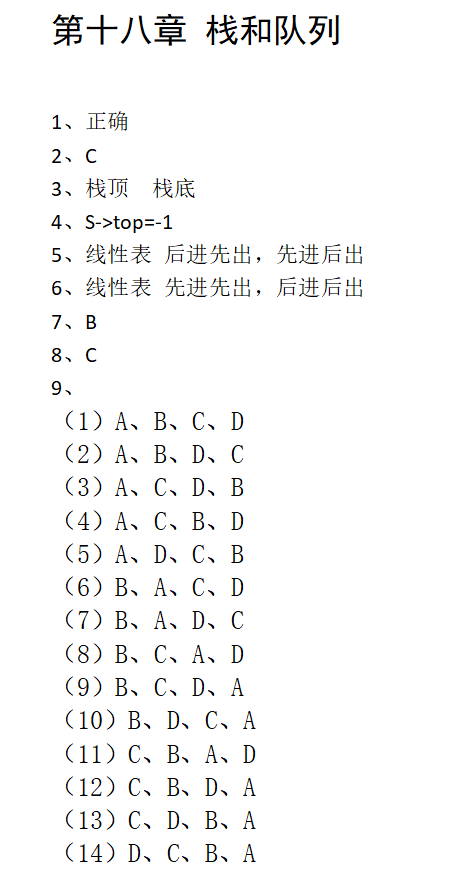 第十八章 栈和队列
1、正确
2、C
3、栈顶  栈底
4、S->top=-1
5、线性表 后进先出，先进后出
6、线性表 先进先出，后进后出
7、B
8、C
9、
（1）A、B、C、D
（2）A、B、D、C
（3）A、C、D、B
（4）A、C、B、D
（5）A、D、C、B
（6）B、A、C、D
（7）B、A、D、C
（8）B、C、A、D
（9）B、C、D、A
（10）B、D、C、A
（11）C、B、A、D
（12）C、B、D、A
（13）C、D、B、A
（14）D、C、B、A